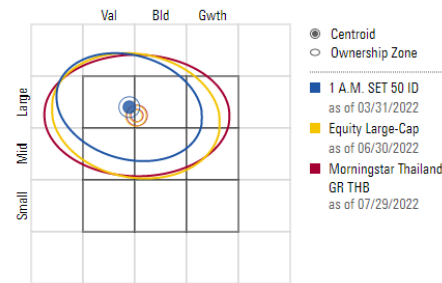 Val Bld Gwth
Large
Mid
Small
Centroid
Ownership Zone
1 A.M. SET 50 ID
as of 03/31/2022
Equity Large-Cap
as of 06/30/2022
Morningstar Thailand
GR THB
as of 07/29/2022